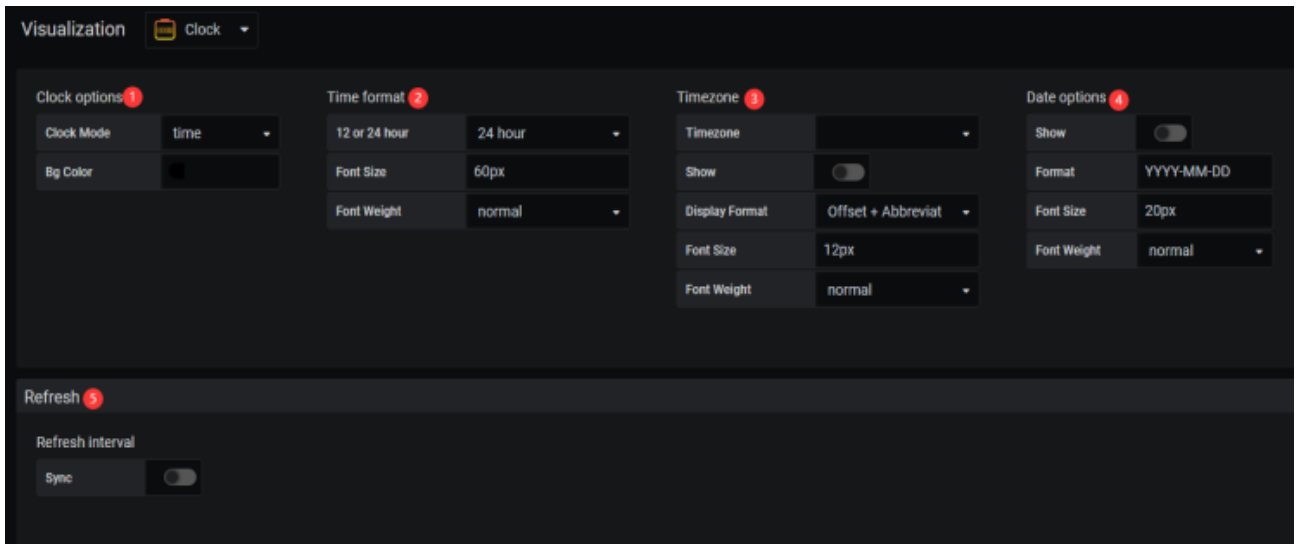 Visualization Clock
Clock options 1
Clock Mode time
Bg Color
Time format 2
12 or 24 hour 24 hour
Font Size 60px
Font Weight normal
Timezone 3
Timezone
Show
Display Format Offset + Abbreviat
Font Size 12px
Font Weight normal
Date options 4
Show
Format YYYY-MM-DD
Font Size 20px
Font Weight normal
Refresh 5
Refresh interval
Sync